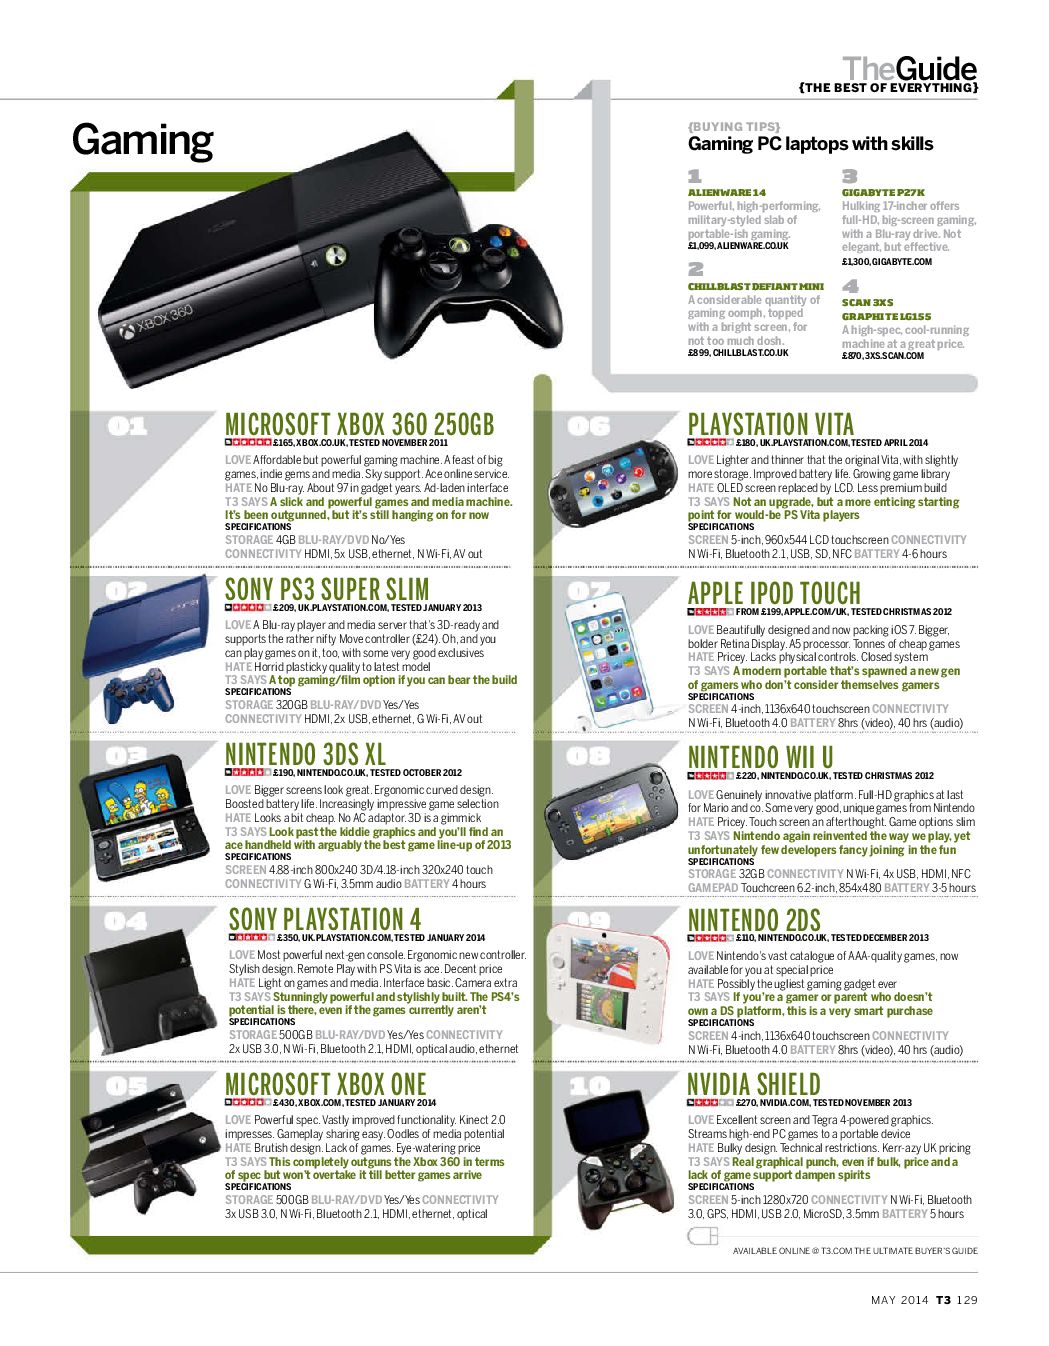 TheGuide
{THE BEST OF EVERYTHING}
Gaming
{BUYING TIPS}
Gaming PC laptops with skills
1
ALIENWARE 14
Powerful, high-performing,
military-styled slab of
portable-ish gaming.
£1,099, ALIENWARE.CO.UK
2
CHILLBLAST DEFIANT MINI
A considerable quantity of
gaming oomph, topped
with a bright screen, for
not too much dosh.
£899, CHILLBLAST.CO.UK
3
GIGABYTE P27K
Hulking 17-incher offers
full-HD, big-screen gaming,
with a Blu-ray drive. Not
elegant, but effective.
£1,300, GIGABYTE.COM
4
SCAN 3XS
GRAPHITE LG155
A high-spec, cool-running
machine at a great price.
£870, 3XS.SCAN.COM
XBOX 360
01
MICROSOFT XBOX 360 250GB
£165, XBOX.CO.UK, TESTED NOVEMBER 2011
LOVE Affordable but powerful gaming machine. A feast of big
games, indie gems and media. Sky support. Ace online service.
HATE No Blu-ray. About 97 in gadget years. Ad-laden interface
T3 SAYS A slick and powerful games and media machine.
It's been outgunned, but it's still hanging on for now
SPECIFICATIONS
STORAGE 4GB BLU-RAY/DVD No/Yes
CONNECTIVITY HDMI, 5x USB, ethernet, N Wi-Fi, AV out
02
SONY PS3 SUPER SLIM
£209, UK.PLAYSTATION.COM, TESTED JANUARY 2013
LOVE A Blu-ray player and media server that's 3D-ready and
supports the rather nifty Move controller (£24). Oh, and you
can play games on it, too, with some very good exclusives
HATE Horrid plasticky quality to latest model
T3 SAYS A top gaming/film option if you can bear the build
SPECIFICATIONS
STORAGE 320GB BLU-RAY/DVD Yes/Yes
CONNECTIVITY HDMI, 2x USB, ethernet, G Wi-Fi, AV out
03
NINTENDO 3DS XL
£190, NINTENDO.CO.UK, TESTED OCTOBER 2012
LOVE Bigger screens look great. Ergonomic curved design.
Boosted battery life. Increasingly impressive game selection
HATE Looks a bit cheap. No AC adaptor. 3D is a gimmick
T3 SAYS Look past the kiddie graphics and you'll find an
ace handheld with arguably the best game line-up of 2013
SPECIFICATIONS
SCREEN 4.88-inch 800x240 3D/4.18-inch 320x240 touch
CONNECTIVITY G Wi-Fi, 3.5mm audio BATTERY 4 hours
04
SONY PLAYSTATION 4
£350, UK.PLAYSTATION.COM, TESTED JANUARY 2014
LOVE Most powerful next-gen console. Ergonomic new controller.
Stylish design. Remote Play with PS Vita is ace. Decent price
HATE Light on games and media. Interface basic. Camera extra
T3 SAYS Stunningly powerful and stylishly built. The PS4's
potential is there, even if the games currently aren't
SPECIFICATIONS
STORAGE 500GB BLU-RAY/DVD Yes/Yes CONNECTIVITY
2x USB 3.0, N Wi-Fi, Bluetooth 2.1, HDMI, optical audio, ethernet
05
MICROSOFT XBOX ONE
£430, XBOX.COM, TESTED JANUARY 2014
LOVE Powerful spec. Vastly improved functionality. Kinect 2.0
impresses. Gameplay sharing easy. Oodles of media potential
HATE Brutish design. Lack of games. Eye-watering price
T3 SAYS This completely outguns the Xbox 360 in terms
of spec but won't overtake it till better games arrive
SPECIFICATIONS
STORAGE 500GB BLU-RAY/DVD Yes/Yes CONNECTIVITY
3x USB 3.0, N Wi-Fi, Bluetooth 2.1, HDMI, ethernet, optical
06
PLAYSTATION VITA
£180, UK.PLAYSTATION.COM, TESTED APRIL 2014
LOVE Lighter and thinner that the original Vita, with slightly
more storage. Improved battery life. Growing game library
HATE OLED screen replaced by LCD. Less premium build
T3 SAYS Not an upgrade, but a more enticing starting
point for would-be PS Vita players
SPECIFICATIONS
SCREEN 5-inch, 960x544 LCD touchscreen CONNECTIVITY
N Wi-Fi, Bluetooth 2.1, USB, SD, NFC BATTERY 4-6 hours
07
APPLE IPOD TOUCH
FROM £199, APPLE.COM/UK, TESTED CHRISTMAS 2012
LOVE Beautifully designed and now packing iOS 7. Bigger,
bolder Retina Display. A5 processor. Tonnes of cheap games
HATE Pricey. Lacks physical controls. Closed system
T3 SAYS A modern portable that's spawned a new gen
of gamers who don't consider themselves gamers
SPECIFICATIONS
SCREEN 4-inch, 1136x640 touchscreen CONNECTIVITY
N Wi-Fi, Bluetooth 4.0 BATTERY 8hrs (video), 40 hrs (audio)
08
NINTENDO WII U
£220, NINTENDO.CO.UK, TESTED CHRISTMAS 2012
LOVE Genuinely innovative platform. Full-HD graphics at last
for Mario and co. Some very good, unique games from Nintendo
HATE Pricey. Touch screen an afterthought. Game options slim
T3 SAYS Nintendo again reinvented the way we play, yet
unfortunately few developers fancy joining in the fun
SPECIFICATIONS
STORAGE 32GB CONNECTIVITY N Wi-Fi, 4x USB, HDMI, NFC
GAMEPAD Touchcreen 6.2-inch, 854x480 BATTERY 3-5 hours
09
NINTENDO 2DS
£110, NINTENDO.CO.UK, TESTED DECEMBER 2013
LOVE Nintendo's vast catalogue of AAA-quality games, now
available for you at special price
HATE Possibly the ugliest gaming gadget ever
T3 SAYS If you're a gamer or parent who doesn't
own a DS platform, this is a very smart purchase
SPECIFICATIONS
SCREEN 4-inch, 1136x640 touchscreen CONNECTIVITY
N Wi-Fi, Bluetooth 4.0 BATTERY 8hrs (video), 40 hrs (audio)
10
NVIDIA SHIELD
£270, NVIDIA.COM, TESTED NOVEMBER 2013
LOVE Excellent screen and Tegra 4-powered graphics.
Streams high-end PC games to a portable device
HATE Bulky design. Technical restrictions. Kerr-azy UK pricing
T3 SAYS Real graphical punch, even if bulk, price and a
lack of game support dampen spirits
SPECIFICATIONS
SCREEN 5-inch 1280x720 CONNECTIVITY N Wi-Fi, Bluetooth
3.0, GPS, HDMI, USB 2.0, MicroSD, 3.5mm BATTERY 5 hours
AVAILABLE ONLINE @ T3.COM THE ULTIMATE BUYER'S GUIDE
MAY 2014 T3 129